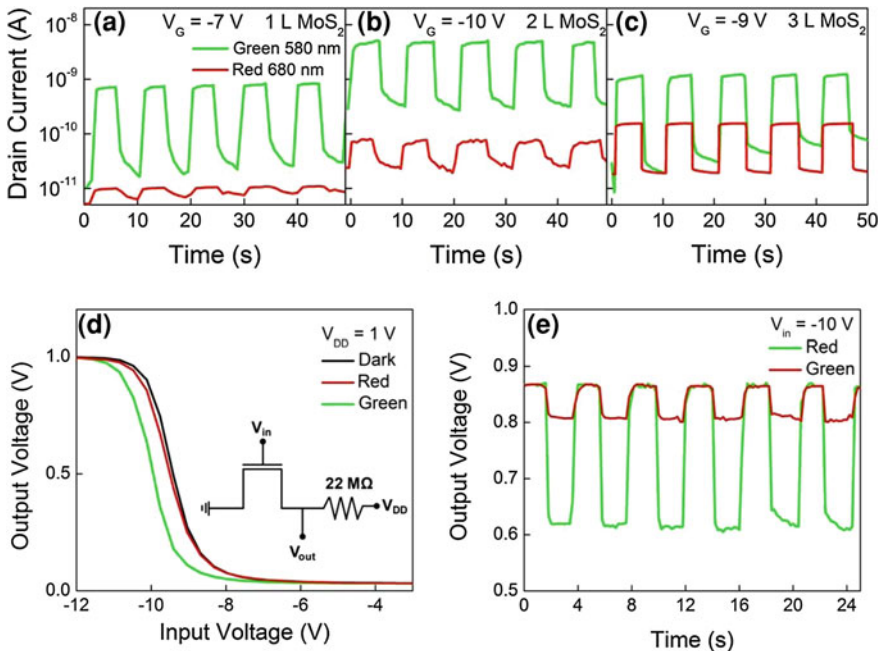 (a) V_G = -7 V 1 L MoS₂
Green 580 nm
Red 680 nm
(b) V_G = -10 V 2 L MoS₂
(c) V_G = -9 V 3 L MoS₂
Drain Current (A)
10⁻⁸
10⁻⁹
10⁻¹⁰
10⁻¹¹
0 10 20 30 40
0 10 20 30 40
0 10 20 30 40 50
Time (s)
Time (s)
Time (s)
(d)
V_DD = 1 V
Dark
Red
Green
V_in
22 MΩ
V_DD
V_out
Output Voltage (V)
1.0
0.5
0.0
-12 -10 -8 -6 -4
Input Voltage (V)
(e)
V_in = -10 V
Red
Green
Output Voltage (V)
1.0
0.9
0.8
0.7
0.6
0.5
0 4 8 12 16 20 24
Time (s)